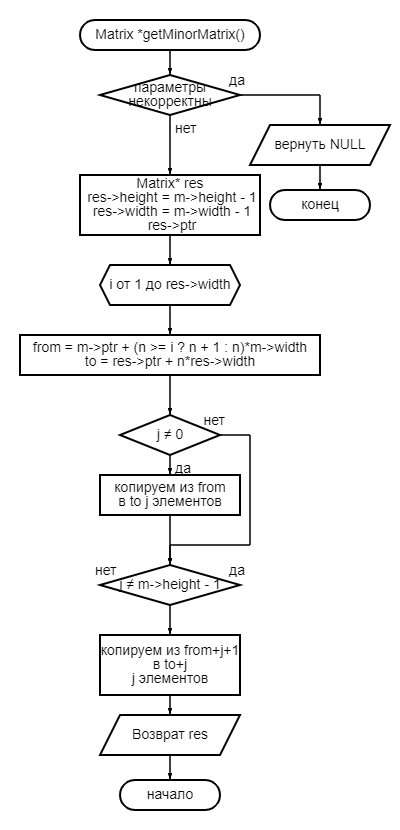 Matrix *getMinorMatrix()
параметры
некорректны
да
нет
вернуть NULL
конец
Matrix* res
res->height = m->height - 1
res->width = m->width - 1
res->ptr
i от 1 до res->width
from = m->ptr + (n >= i ? n + 1 : n)*m->width
to = res->ptr + n*res->width
j ≠ 0
нет
да
копируем из from
в to j элементов
нет
j ≠ m->height - 1
да
копируем из from+j+1
в to+j
j элементов
Возврат res
начало